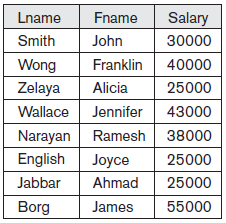 Lname Fname Salary
Smith John 30000
Wong Franklin 40000
Zelaya Alicia 25000
Wallace Jennifer 43000
Narayan Ramesh 38000
English Joyce 25000
Jabbar Ahmad 25000
Borg James 55000